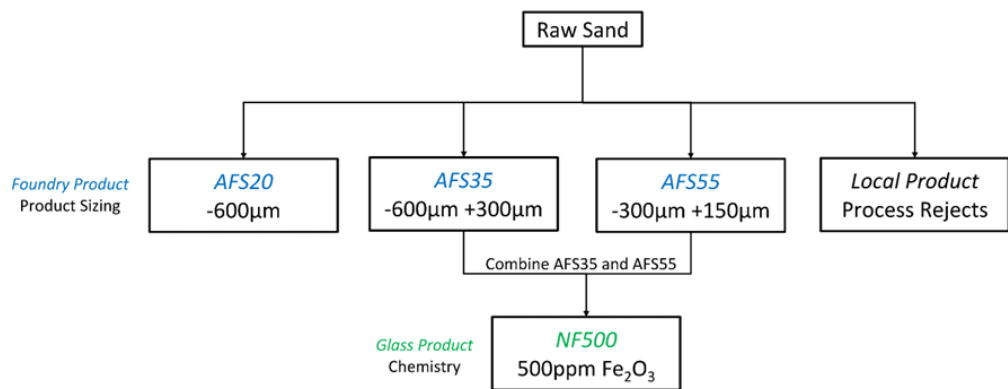 Raw Sand
Foundry Product
Product Sizing
AFS20
-600µm
AFS35
-600µm +300µm
AFS55
-300µm +150µm
Local Product
Process Rejects
Combine AFS35 and AFS55
Glass Product
Chemistry
NF500
500ppm Fe₂O₃